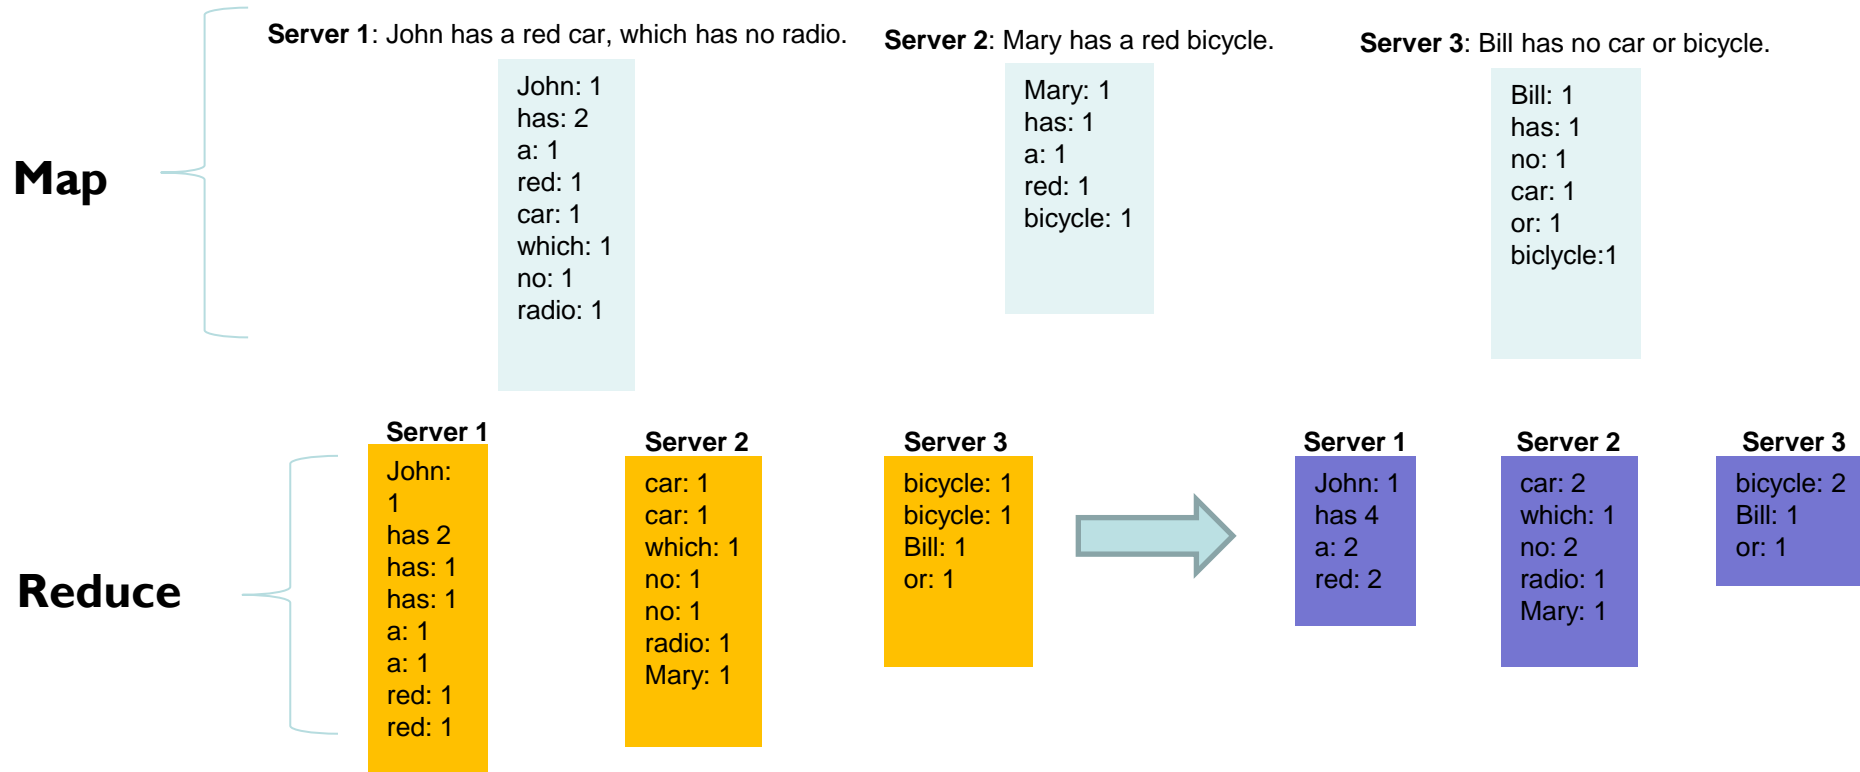 Server 1: John has a red car, which has no radio.
Server 2: Mary has a red bicycle.
Server 3: Bill has no car or bicycle.
Map
John: 1
has: 2
a: 1
red: 1
car: 1
which: 1
no: 1
radio: 1
Mary: 1
has: 1
a: 1
red: 1
bicycle: 1
Bill: 1
has: 1
no: 1
car: 1
or: 1
biclycle:1
Reduce
Server 1
John:
1
has 2
has: 1
has: 1
a: 1
a: 1
red: 1
red: 1
Server 2
car: 1
car: 1
which: 1
no: 1
no: 1
radio: 1
Mary: 1
Server 3
bicycle: 1
bicycle: 1
Bill: 1
or: 1
Server 1
John: 1
has 4
a: 2
red: 2
Server 2
car: 2
which: 1
no: 2
radio: 1
Mary: 1
Server 3
bicycle: 2
Bill: 1
or: 1